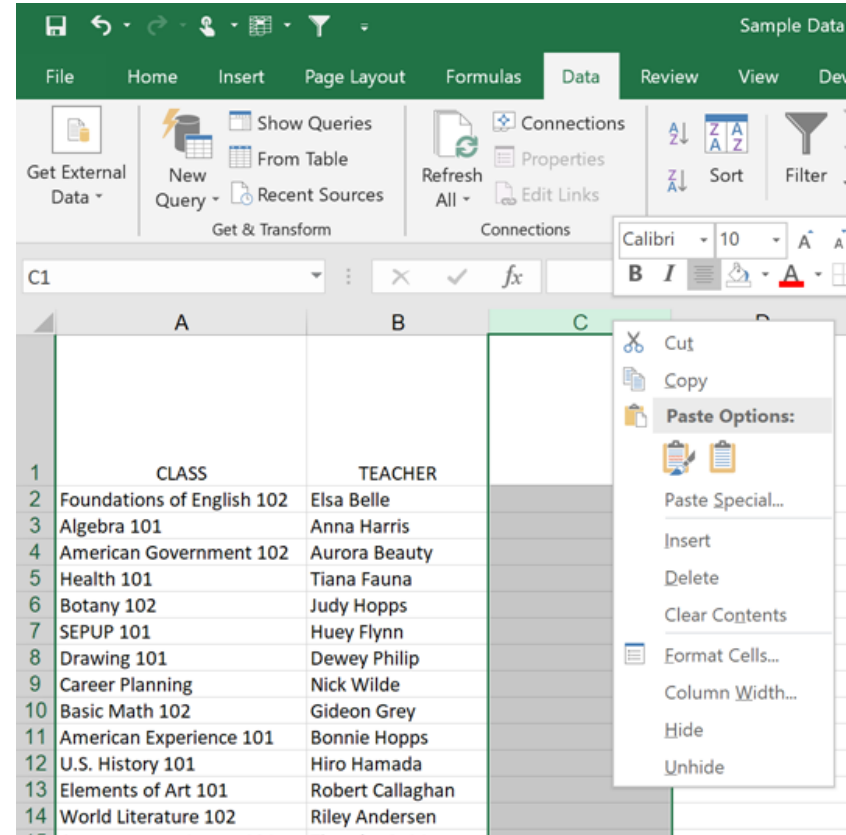 Sample Data
File Home Insert Page Layout Formulas Data Review View Dev
Get External Data
New Query
Show Queries
From Table
Recent Sources
Get & Transform
Refresh All
Connections
Properties
Edit Links
Connections
Sort
Filter
Calibri 10
B I A
C1 fx
A B C
1 CLASS TEACHER
2 Foundations of English 102 Elsa Belle
3 Algebra 101 Anna Harris
4 American Government 102 Aurora Beauty
5 Health 101 Tiana Fauna
6 Botany 102 Judy Hopps
7 SEPUP 101 Huey Flynn
8 Drawing 101 Dewey Philip
9 Career Planning Nick Wilde
10 Basic Math 102 Gideon Grey
11 American Experience 101 Bonnie Hopps
12 U.S. History 101 Hiro Hamada
13 Elements of Art 101 Robert Callaghan
14 World Literature 102 Riley Andersen
Cut
Copy
Paste Options:
Paste Special...
Insert
Delete
Clear Contents
Format Cells...
Column Width...
Hide
Unhide